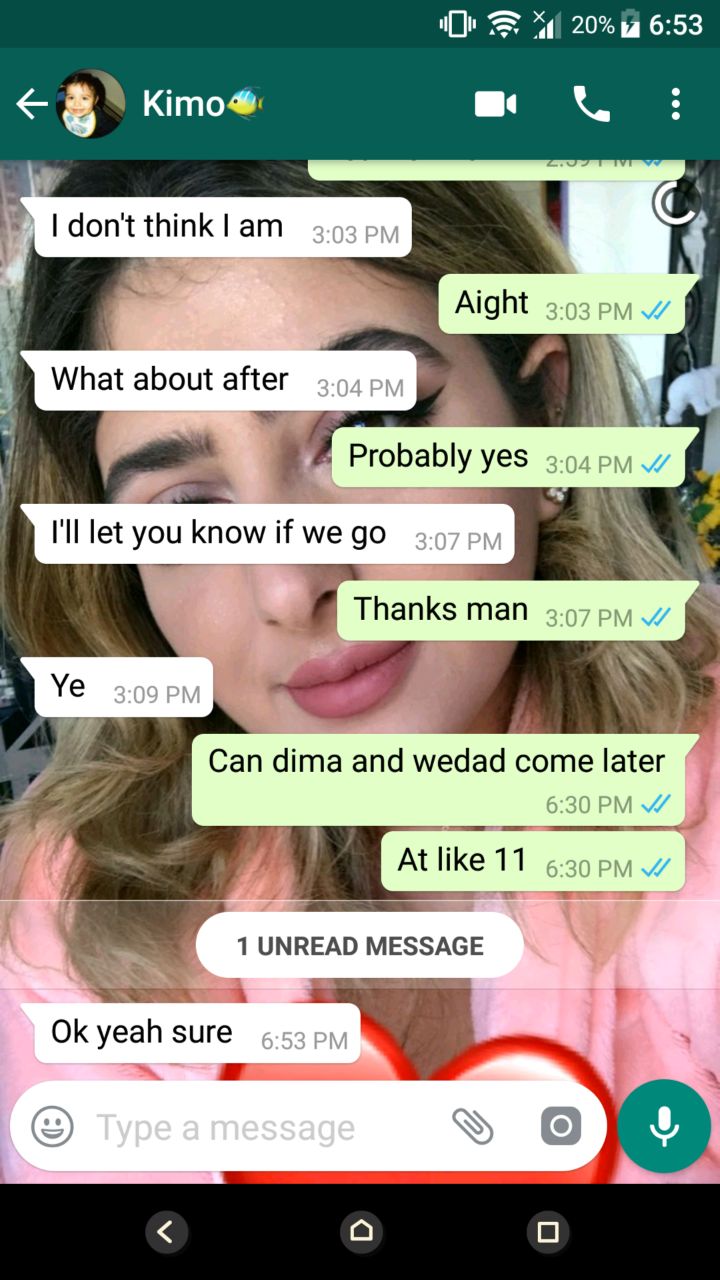 20% 6:53
Kimo🐠
2:59 PM
I don't think I am 3:03 PM
Aight 3:03 PM
What about after 3:04 PM
Probably yes 3:04 PM
I'll let you know if we go 3:07 PM
Thanks man 3:07 PM
Ye 3:09 PM
Can dima and wedad come later
6:30 PM
At like 11 6:30 PM
1 UNREAD MESSAGE
Ok yeah sure 6:53 PM
Type a message